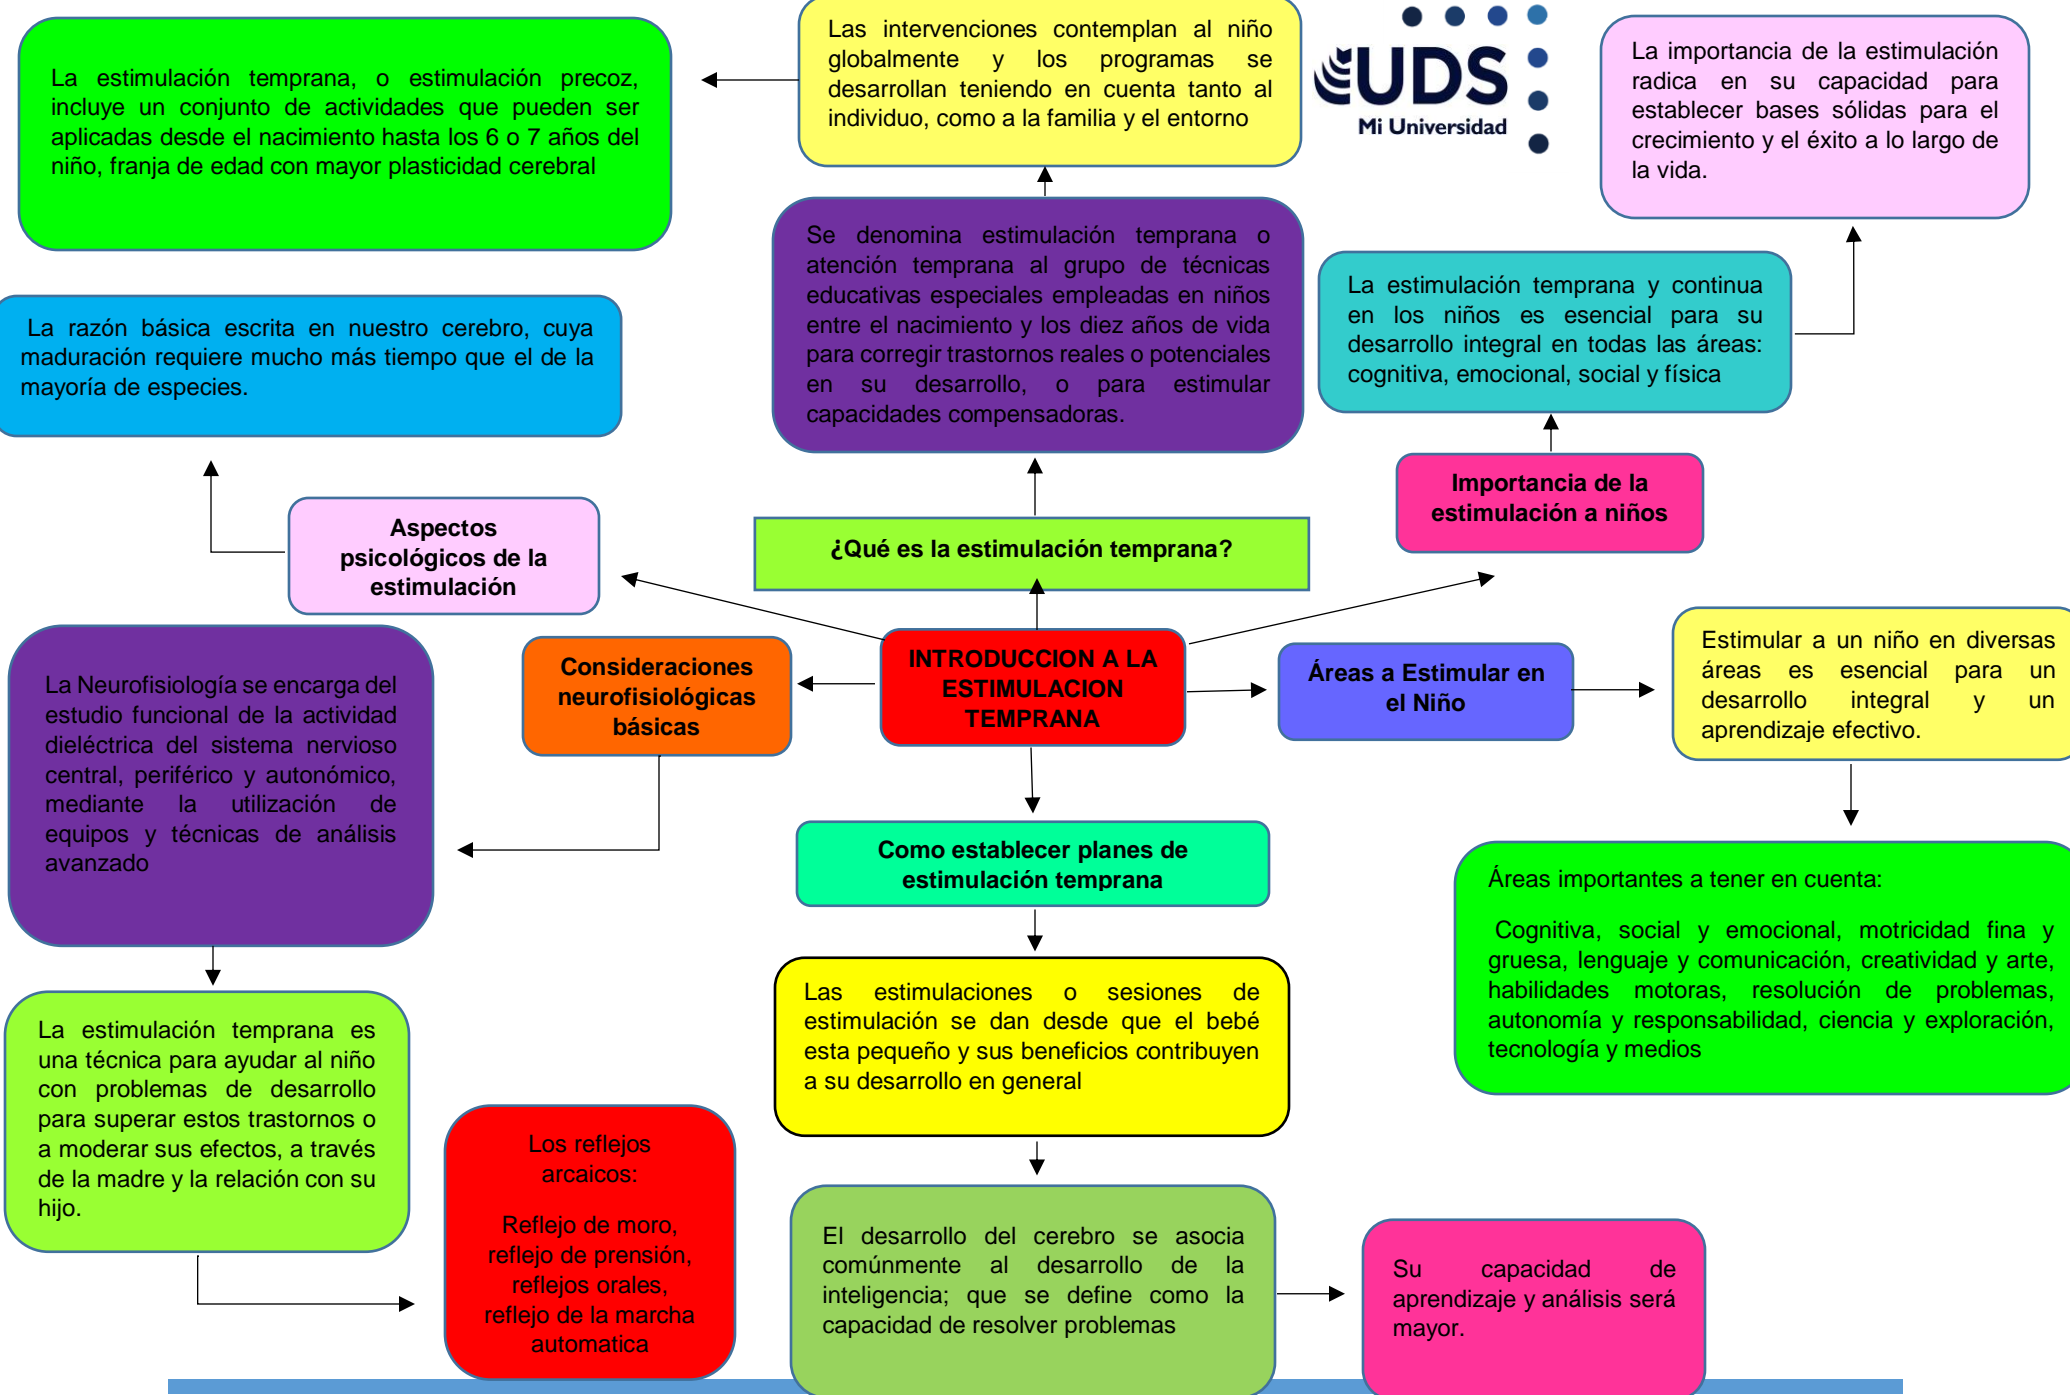 La estimulación temprana, o estimulación precoz,
incluye un conjunto de actividades que pueden ser
aplicadas desde el nacimiento hasta los 6 o 7 años del
niño, franja de edad con mayor plasticidad cerebral
Las intervenciones contemplan al niño
globalmente y los programas se
desarrollan teniendo en cuenta tanto al
individuo, como a la familia y el entorno
UDS
Mi Universidad
La importancia de la estimulación
radica en su capacidad para
establecer bases sólidas para el
crecimiento y el éxito a lo largo de
la vida.
Se denomina estimulación temprana o
atención temprana al grupo de técnicas
educativas especiales empleadas en niños
entre el nacimiento y los diez años de vida
para corregir trastornos reales o potenciales
en su desarrollo, o para estimular
capacidades compensadoras.
La estimulación temprana y continua
en los niños es esencial para su
desarrollo integral en todas las áreas:
cognitiva, emocional, social y física
La razón básica escrita en nuestro cerebro, cuya
maduración requiere mucho más tiempo que el de la
mayoría de especies.
Importancia de la
estimulación a niños
Aspectos
psicológicos de la
estimulación
¿Qué es la estimulación temprana?
INTRODUCCION A LA
ESTIMULACION
TEMPRANA
Consideraciones
neurofisiológicas
básicas
Áreas a Estimular en
el Niño
Estimular a un niño en diversas
áreas es esencial para un
desarrollo integral y un
aprendizaje efectivo.
La Neurofisiología se encarga del
estudio funcional de la actividad
dieléctrica del sistema nervioso
central, periférico y autonómico,
mediante la utilización de
equipos y técnicas de análisis
avanzado
Como establecer planes de
estimulación temprana
Áreas importantes a tener en cuenta:
Cognitiva, social y emocional, motricidad fina y
gruesa, lenguaje y comunicación, creatividad y arte,
habilidades motoras, resolución de problemas,
autonomía y responsabilidad, ciencia y exploración,
tecnología y medios
Las estimulaciones o sesiones de
estimulación se dan desde que el bebé
esta pequeño y sus beneficios contribuyen
a su desarrollo en general
La estimulación temprana es
una técnica para ayudar al niño
con problemas de desarrollo
para superar estos trastornos o
a moderar sus efectos, a través
de la madre y la relación con su
hijo.
Los reflejos
arcaicos:
Reflejo de moro,
reflejo de prensión,
reflejos orales,
reflejo de la marcha
automatica
El desarrollo del cerebro se asocia
comúnmente al desarrollo de la
inteligencia; que se define como la
capacidad de resolver problemas
Su capacidad de
aprendizaje y análisis será
mayor.